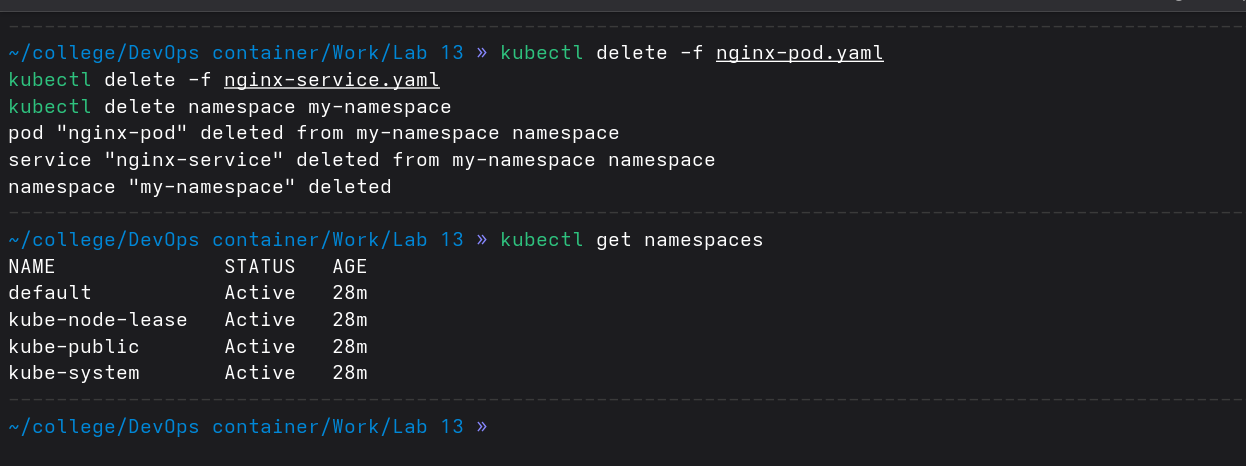 ~/college/DevOps container/Work/Lab 13 » kubectl delete -f nginx-pod.yaml
kubectl delete -f nginx-service.yaml
kubectl delete namespace my-namespace
pod "nginx-pod" deleted from my-namespace namespace
service "nginx-service" deleted from my-namespace namespace
namespace "my-namespace" deleted
~/college/DevOps container/Work/Lab 13 » kubectl get namespaces
NAME              STATUS   AGE
default           Active   28m
kube-node-lease   Active   28m
kube-public       Active   28m
kube-system       Active   28m
~/college/DevOps container/Work/Lab 13 »